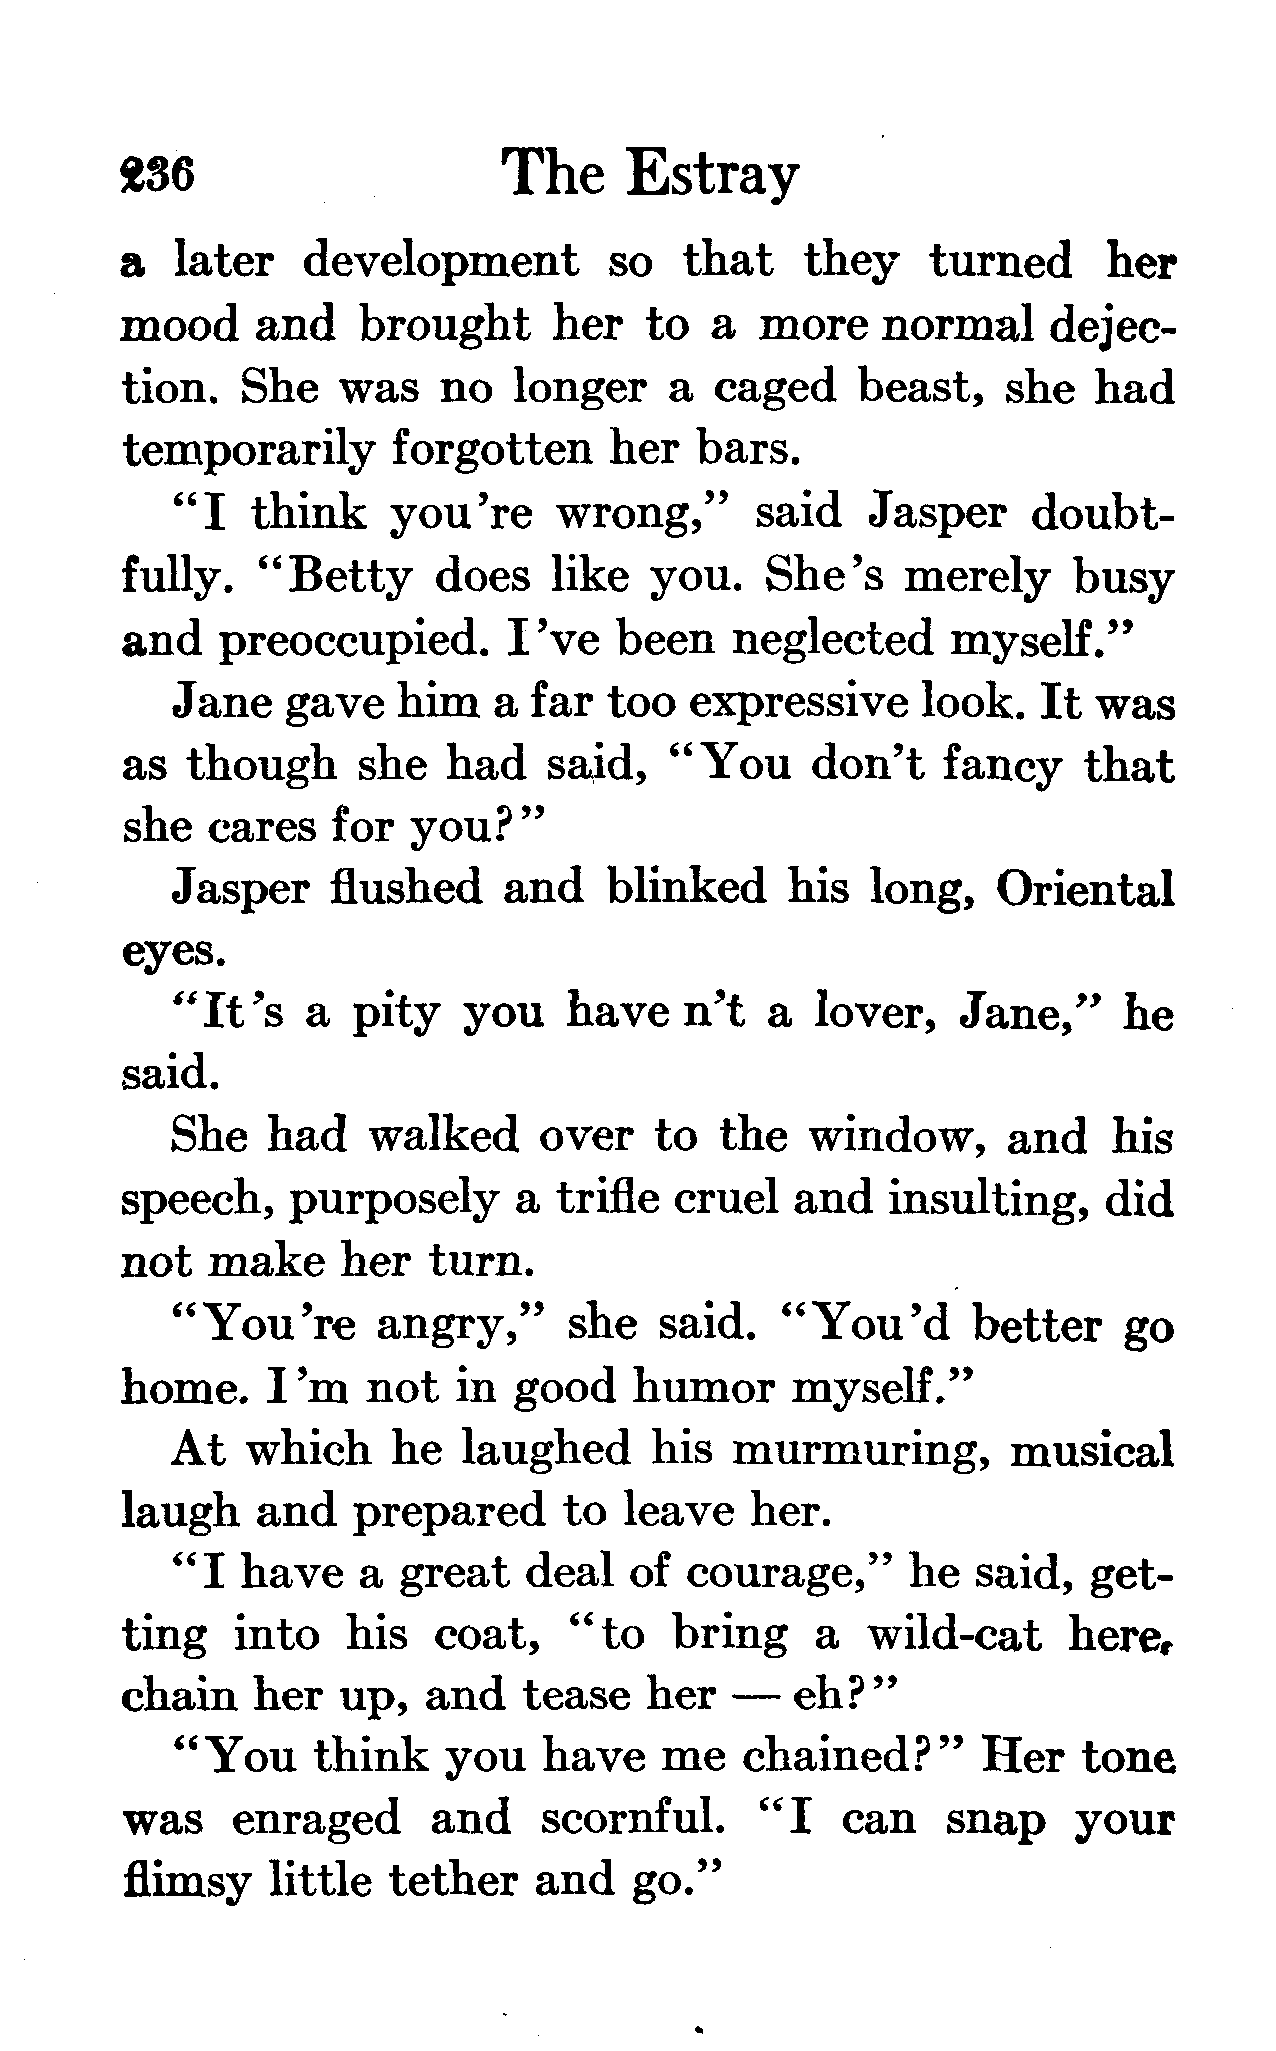 236 The Estray
a later development so that they turned her
mood and brought her to a more normal dejec-
tion. She was no longer a caged beast, she had
temporarily forgotten her bars.
"I think you're wrong," said Jasper doubt-
fully. "Betty does like you. She's merely busy
and preoccupied. I've been neglected myself."
Jane gave him a far too expressive look. It was
as though she had said, "You don't fancy that
she cares for you?"
Jasper flushed and blinked his long, Oriental
eyes.
"It's a pity you have n't a lover, Jane," he
said.
She had walked over to the window, and his
speech, purposely a trifle cruel and insulting, did
not make her turn.
"You're angry," she said. "You'd better go
home. I'm not in good humor myself."
At which he laughed his murmuring, musical
laugh and prepared to leave her.
"I have a great deal of courage," he said, get-
ting into his coat, "to bring a wild-cat here,
chain her up, and tease her — eh?"
"You think you have me chained?" Her tone
was enraged and scornful. "I can snap your
flimsy little tether and go."